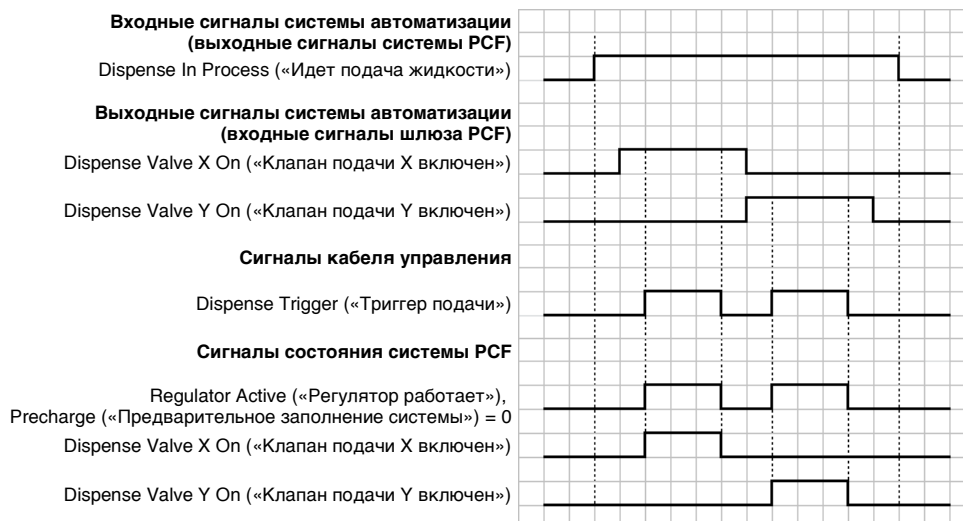 Входные сигналы системы автоматизации
(выходные сигналы системы PCF)
Dispense In Process («Идет подача жидкости»)
Выходные сигналы системы автоматизации
(входные сигналы шлюза PCF)
Dispense Valve X On («Клапан подачи X включен»)
Dispense Valve Y On («Клапан подачи Y включен»)
Сигналы кабеля управления
Dispense Trigger («Триггер подачи»)
Сигналы состояния системы PCF
Regulator Active («Регулятор работает»),
Precharge («Предварительное заполнение системы») = 0
Dispense Valve X On («Клапан подачи X включен»)
Dispense Valve Y On («Клапан подачи Y включен»)